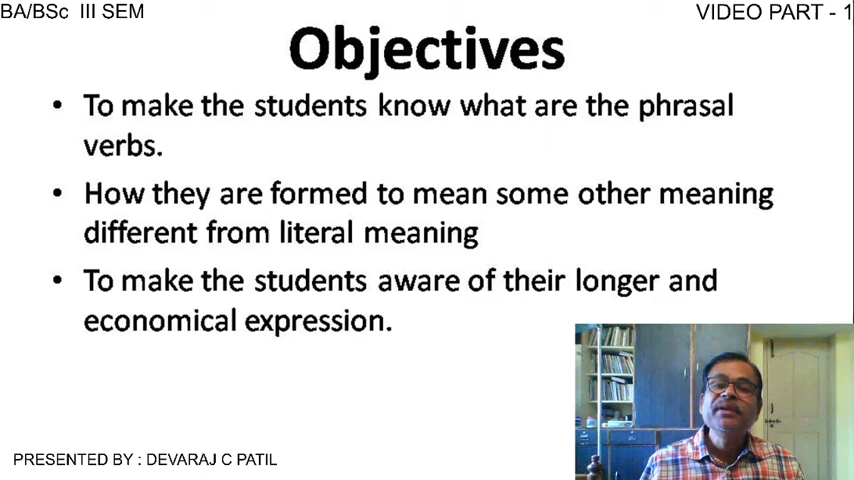 BA/BSc III SEM
VIDEO PART - 1
Objectives
• To make the students know what are the phrasal
verbs.
• How they are formed to mean some other meaning
different from literal meaning
• To make the students aware of their longer and
economical expression.
PRESENTED BY : DEVARAJ C PATIL